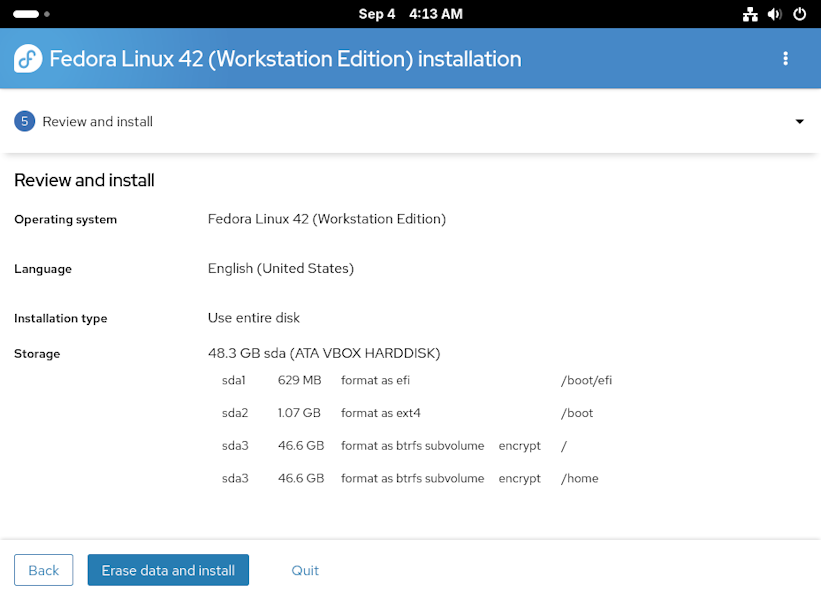 Sep 4 4:13 AM
Fedora Linux 42 (Workstation Edition) installation
5 Review and install
Review and install
Operating system Fedora Linux 42 (Workstation Edition)
Language English (United States)
Installation type Use entire disk
Storage 48.3 GB sda (ATA VBOX HARDDISK)
sda1 629 MB format as efi /boot/efi
sda2 1.07 GB format as ext4 /boot
sda3 46.6 GB format as btrfs subvolume encrypt /
sda3 46.6 GB format as btrfs subvolume encrypt /home
Back Erase data and install Quit